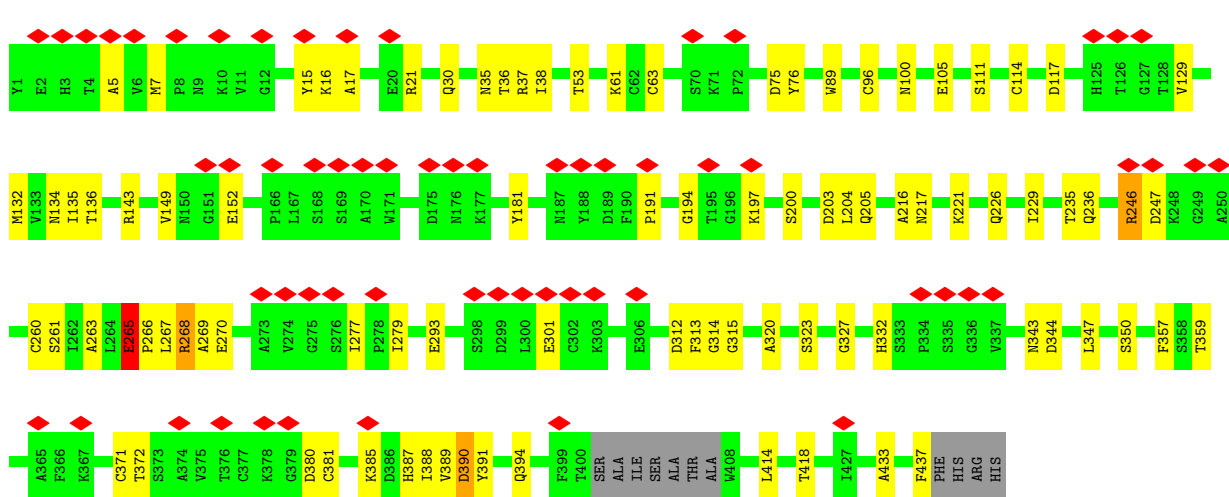 Y1 E2 H3 T4 A5 V6 M7 P8 N9 K10 V11 G12 Y15 K16 A17 E20 R21 Q30 N35 T36 R37 I38 T53 K61 C62 C63 S70 K71 P72 D75 Y76 W89 C96 N100 E105 S111 C114 D117 H125 T126 G127 T128 V129
M132 V133 N134 I135 T136 R143 V149 N150 G151 E152 P166 L167 S168 S169 A170 W171 D175 N176 K177 Y181 N187 Y188 D189 F190 P191 G194 T195 G196 K197 S200 D203 L204 Q205 A216 N217 K221 Q226 I229 T235 Q236 R246 D247 K248 G249 A250
C260 S261 I262 A263 L264 E265 P266 L267 R268 A269 E270 A273 V274 G275 S276 I277 P278 I279 E293 S298 D299 L300 E301 C302 K303 E306 D312 F313 G314 G315 A320 S323 G327 H332 S333 P334 S335 G336 V337 N343 D344 L347 S350 F357 S358 T359
A365 F366 K367 C371 T372 S373 A374 V375 T376 C377 K378 G379 D380 C381 K385 D386 H387 I388 V389 D390 Y391 Q394 F399 T400 SER ALA ILE SER ALA THR ALA W408 L414 T418 I427 A433 F437 PHE HIS ARG HIS